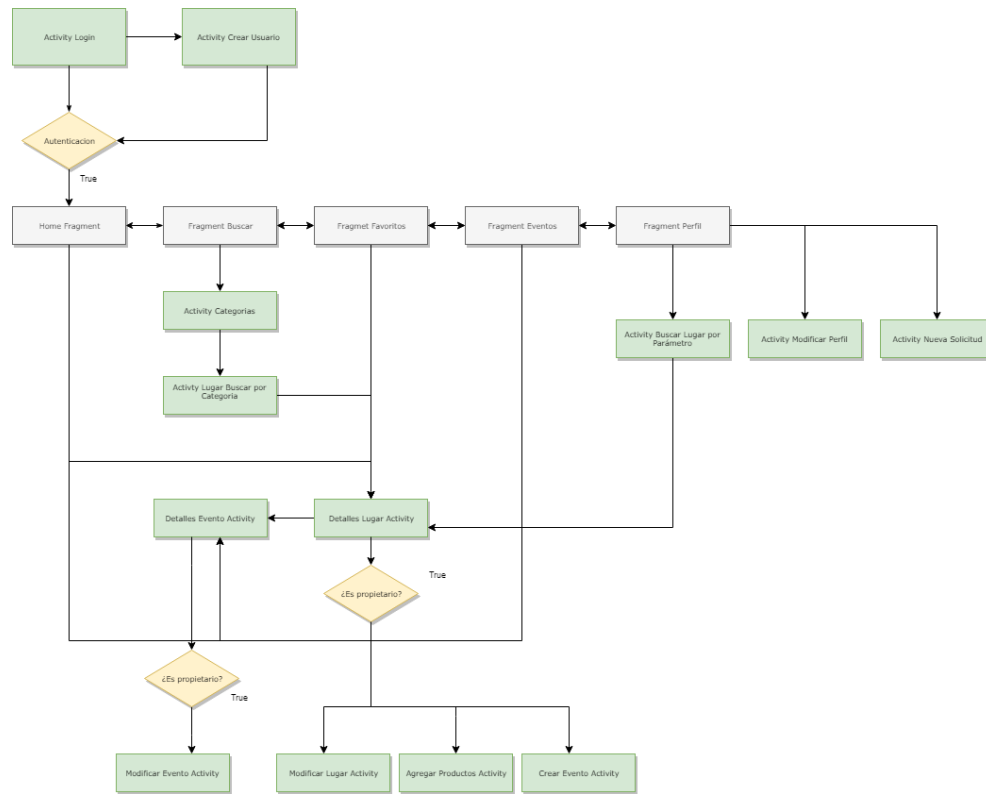 Activity Login
Activity Crear Usuario
Autenticacion
True
Home Fragment
Fragment Buscar
Fragmet Favoritos
Fragment Eventos
Fragment Perfil
Activity Categorias
Activity Buscar Lugar por
Parámetro
Activity Modificar Perfil
Activity Nueva Solicitud
Activty Lugar Buscar por
Categoria
Detalles Evento Activity
Detalles Lugar Activity
True
¿Es propietario?
¿Es propietario?
True
Modificar Evento Activity
Modificar Lugar Activity
Agregar Productos Activity
Crear Evento Activity